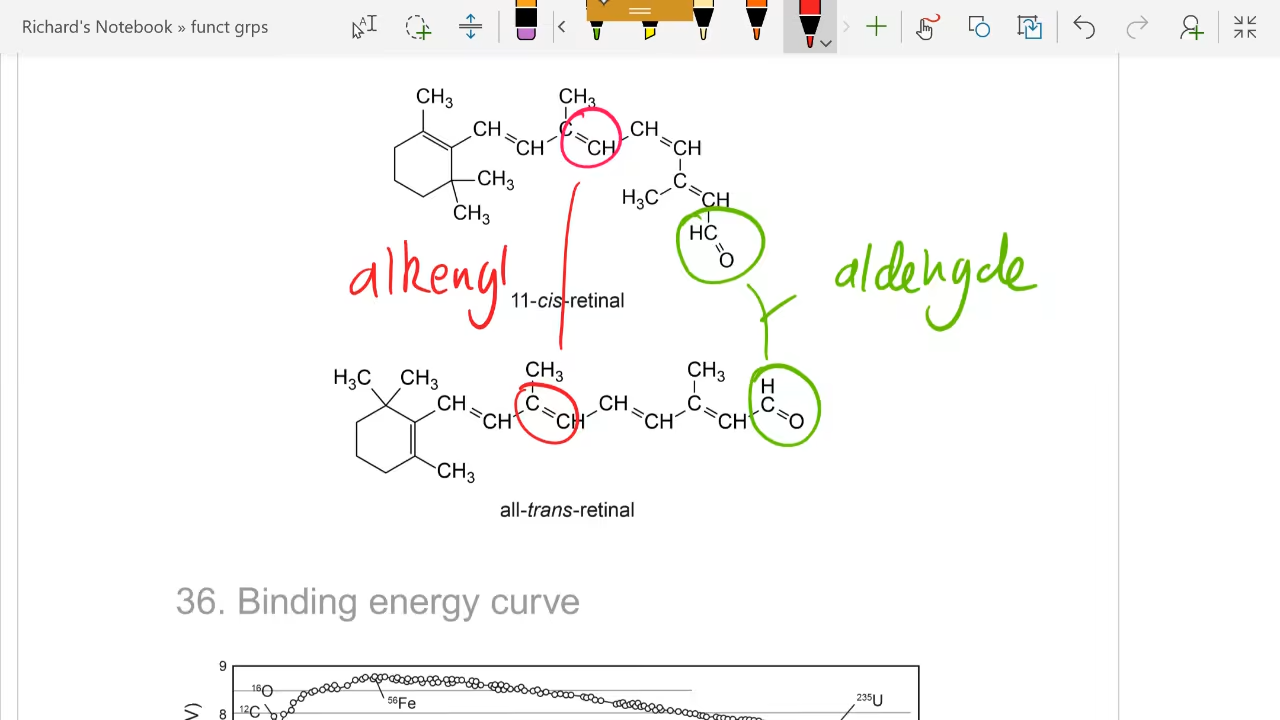 Richard's Notebook » funct grps
CH₃
CH₃
CH
C
CH
CH
CH
CH
CH₃
C
H₃C
CH
CH₃
HC
O
alkenyl
aldehyde
11-cis-retinal
H₃C
CH₃
CH₃
CH₃
H
CH
C
CH
C
C
CH
CH
CH
CH
O
CH₃
all-trans-retinal
36. Binding energy curve
9
¹⁶O
⁵⁶Fe
²³⁵U
8
¹²C
V)